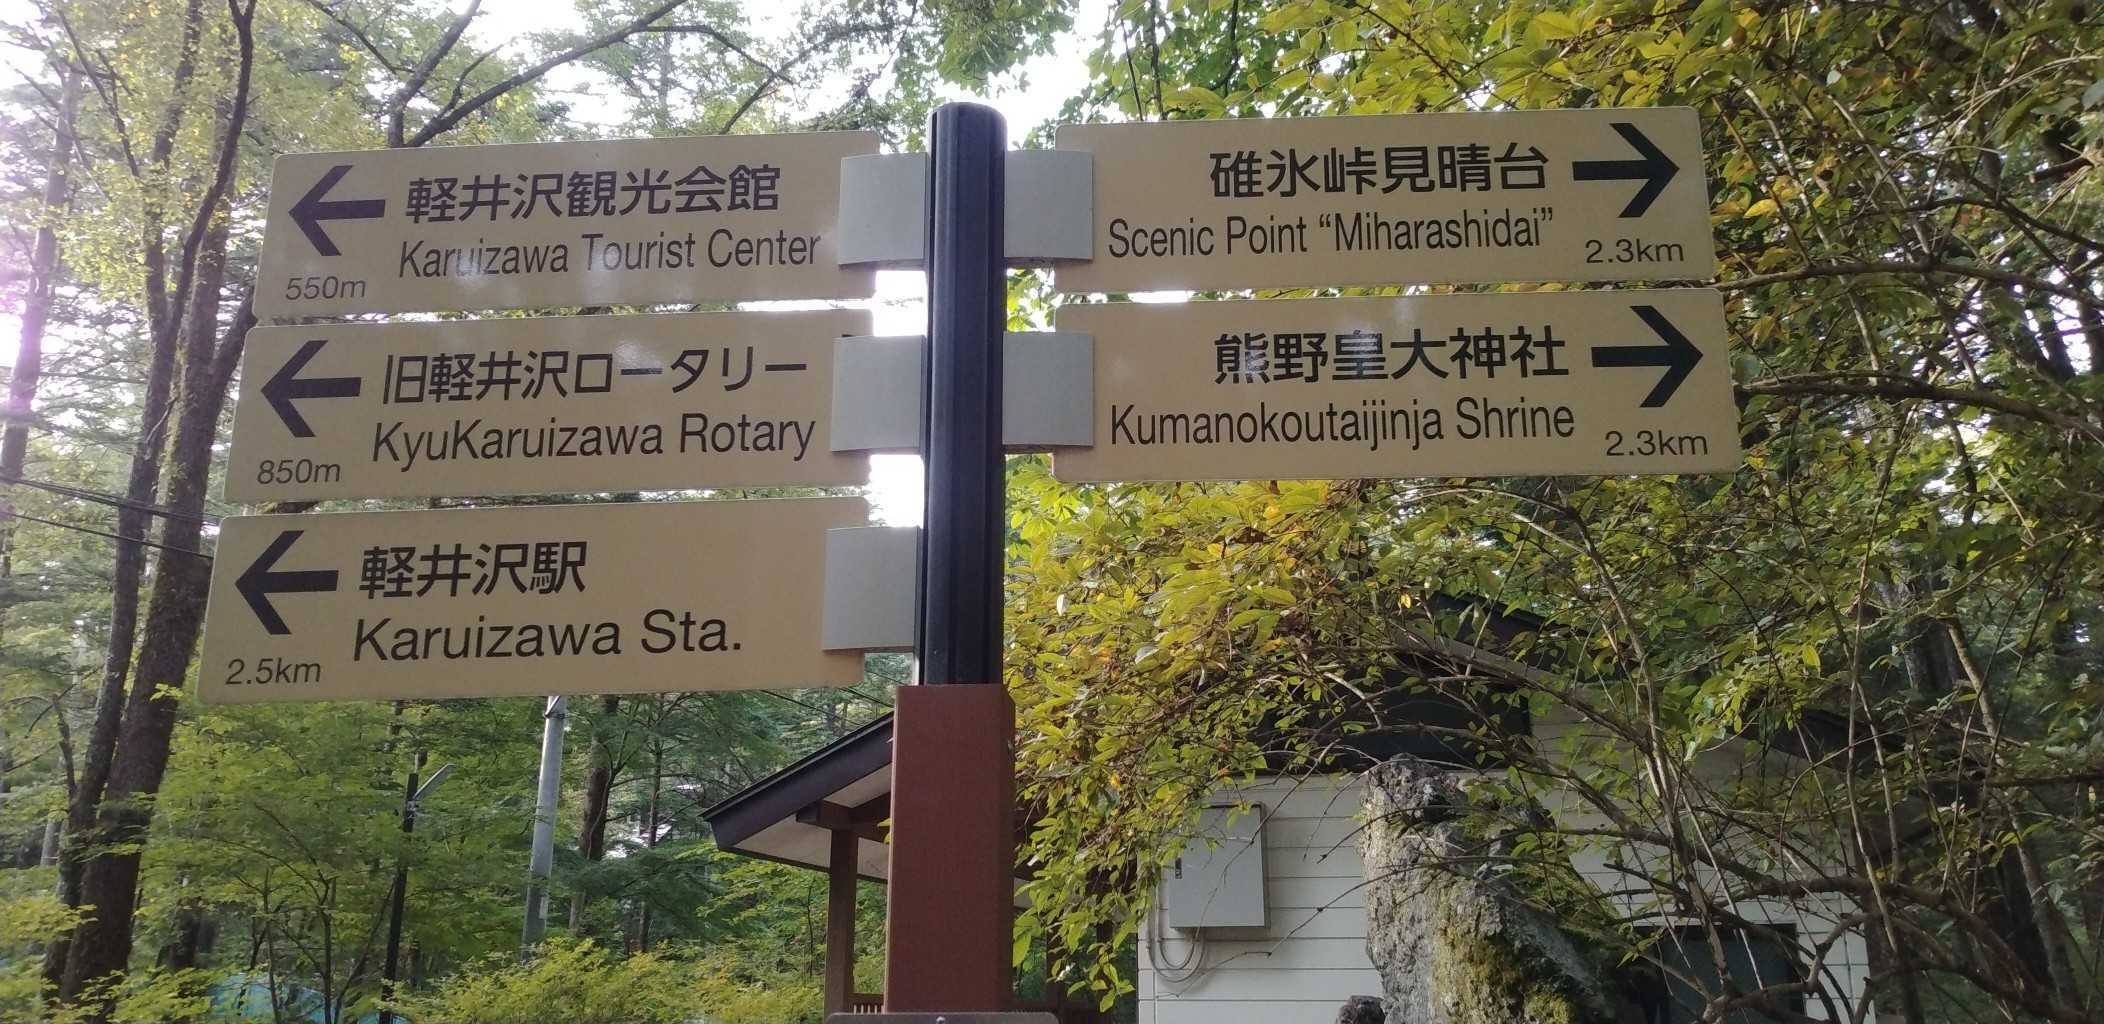 軽井沢観光会館
Karuizawa Tourist Center
550m
旧軽井沢ロータリー
KyuKaruizawa Rotary
850m
軽井沢駅
Karuizawa Sta.
2.5km
碓氷峠見晴台
Scenic Point “Miharashidai”
2.3km
熊野皇大神社
Kumanokoutaijinja Shrine
2.3km